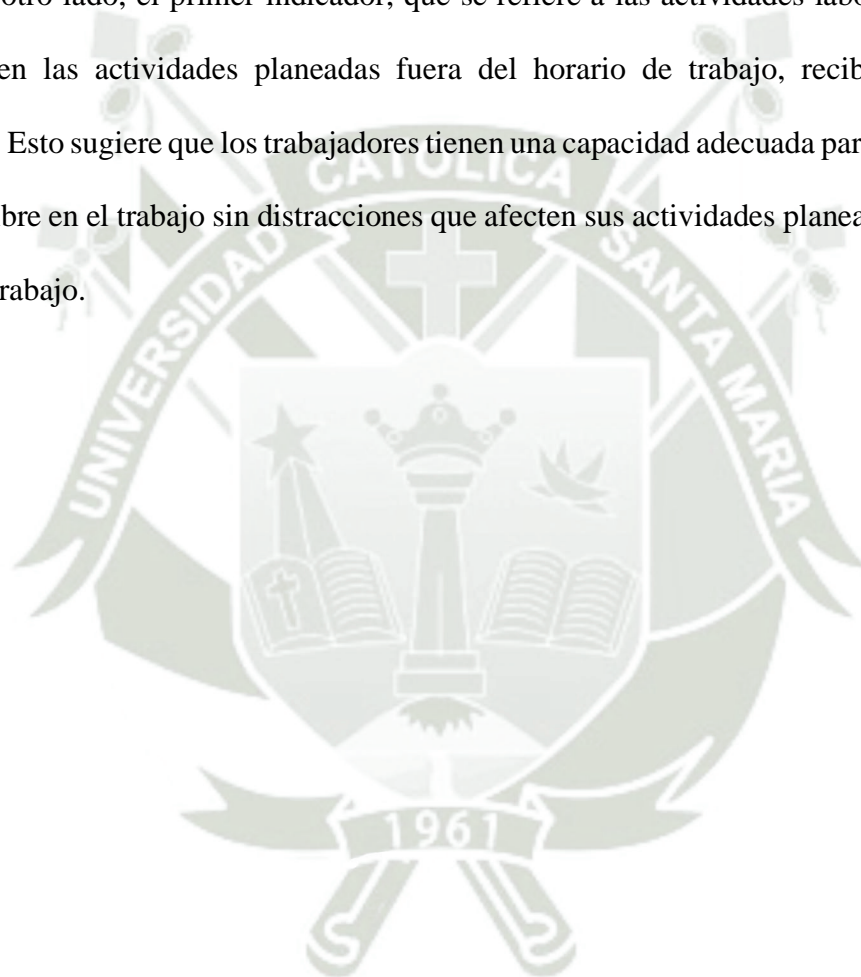 otro lado, el primer indicador, que se refiere a las actividades labo
en las actividades planeadas fuera del horario de trabajo, recib
Esto sugiere que los trabajadores tienen una capacidad adecuada par
bre en el trabajo sin distracciones que afecten sus actividades planea
rabajo.
UNIVERSIDAD CATOLICA SANTA MARIA
1961